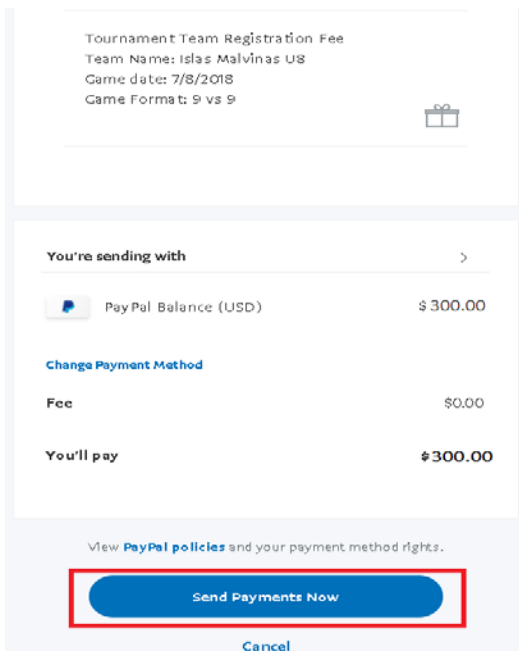 Tournament Team Registration Fee
Team Name: Islas Malvinas U8
Game date: 7/8/2018
Game Format: 9 vs 9
You're sending with >
PayPal Balance (USD) $300.00
Change Payment Method
Fee $0.00
You'll pay $300.00
View PayPal policies and your payment method rights.
Send Payments Now
Cancel